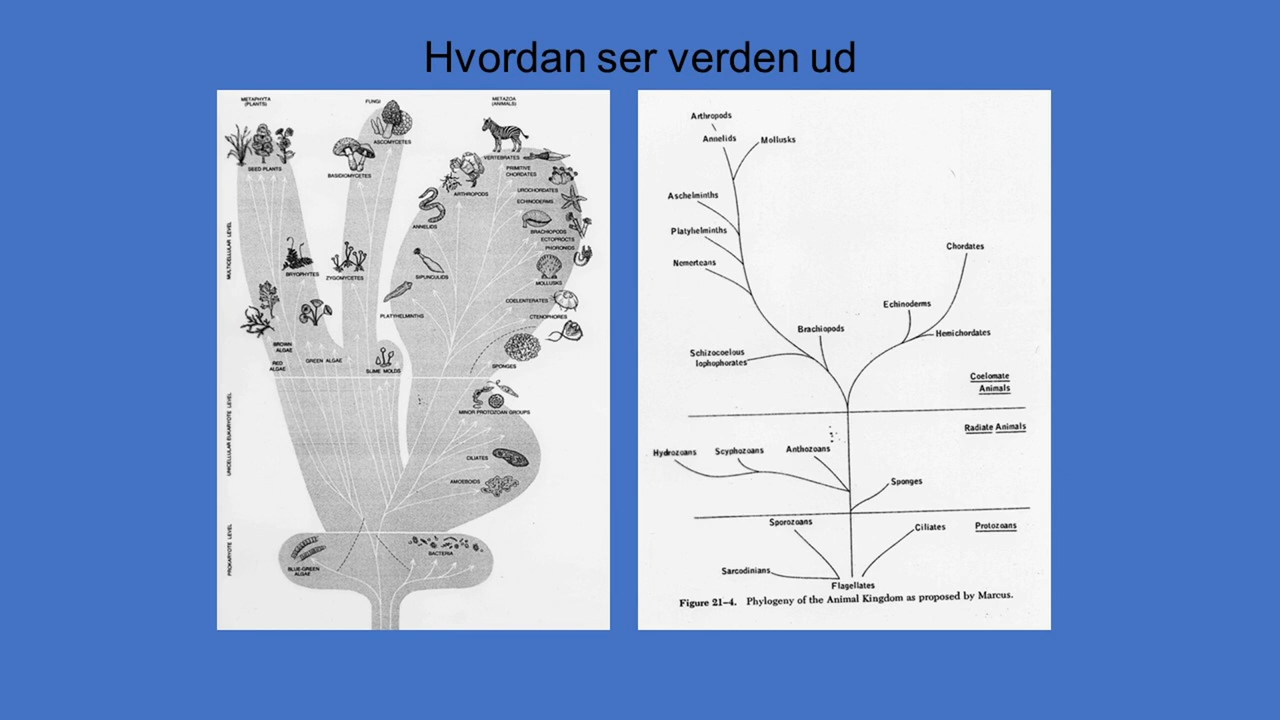 Hvordan ser verden ud
METAPHYTA
(PLANTS)
FUNGI
METAZOA
(ANIMALS)
ASCOMYCETES
VERTEBRATES
SEED PLANTS
BASIDIOMYCETES
PRIMITIVE
CHORDATES
ARTHROPODS
UROCHORDATES
ECHINODERMS
ANNELIDS
BRACHIOPODS
ECTOPROCTS
PHORONIDS
MULTICELLULAR LEVEL
BRYOPHYTES
ZYGOMYCETES
SIPUNCULIDS
MOLLUSKS
COELENTERATES
PLATYHELMINTHS
CTENOPHORES
BROWN
ALGAE
GREEN ALGAE
RED
ALGAE
SLIME MOLDS
SPONGES
MINOR PROTOZOAN GROUPS
UNICELLULAR EUKARYOTE LEVEL
CILIATES
AMOEBOIDS
PROKARYOTE LEVEL
BACTERIA
BLUE-GREEN
ALGAE
Arthropods
Annelids
Mollusks
Aschelminths
Platyhelminths
Nemerteans
Chordates
Echinoderms
Brachiopods
Hemichordates
Schizocoelous
lophophorates
Coelomate
Animals
Radiate Animals
Hydrozoans
Scyphozoans
Anthozoans
Sponges
Sporozoans
Ciliates
Protozoans
Sarcodinians
Flagellates
Figure 21–4. Phylogeny of the Animal Kingdom as proposed by Marcus.